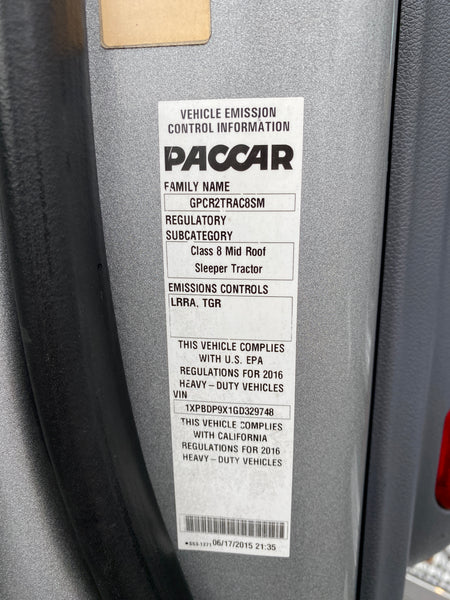 VEHICLE EMISSION
CONTROL INFORMATION
PACCAR
FAMILY NAME
GPCR2TRAC8SM
REGULATORY
SUBCATEGORY
Class 8 Mid Roof
Sleeper Tractor
EMISSIONS CONTROLS
LRRA, TGR
THIS VEHICLE COMPLIES
WITH U.S. EPA
REGULATIONS FOR 2016
HEAVY-DUTY VEHICLES
VIN
1XPBDP9X1GD329748
THIS VEHICLE COMPLIES
WITH CALIFORNIA
REGULATIONS FOR 2016
HEAVY-DUTY VEHICLES
06/17/2015 21:35